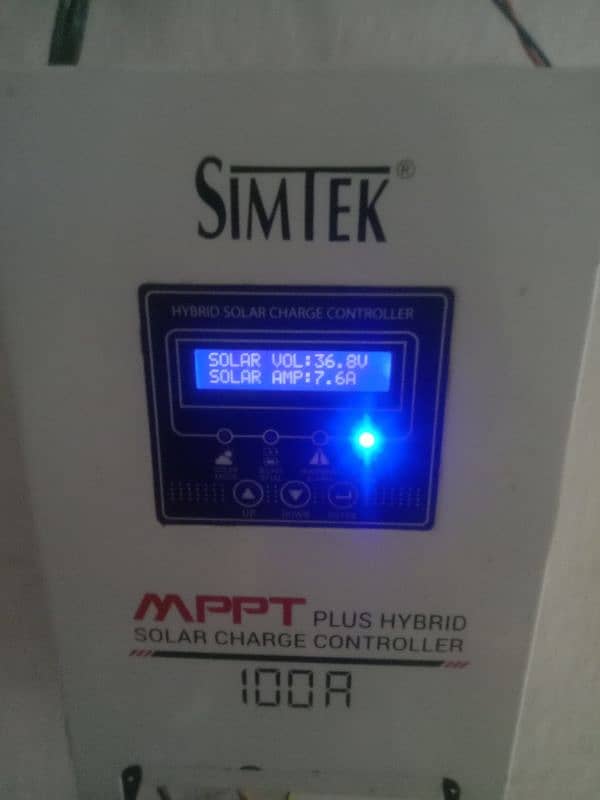 SIMTEK®
HYBRID SOLAR CHARGE CONTROLLER
SOLAR VOL:36.8V
SOLAR AMP:7.6A
UP DOWN ENTER
MPPT PLUS HYBRID
SOLAR CHARGE CONTROLLER
100A